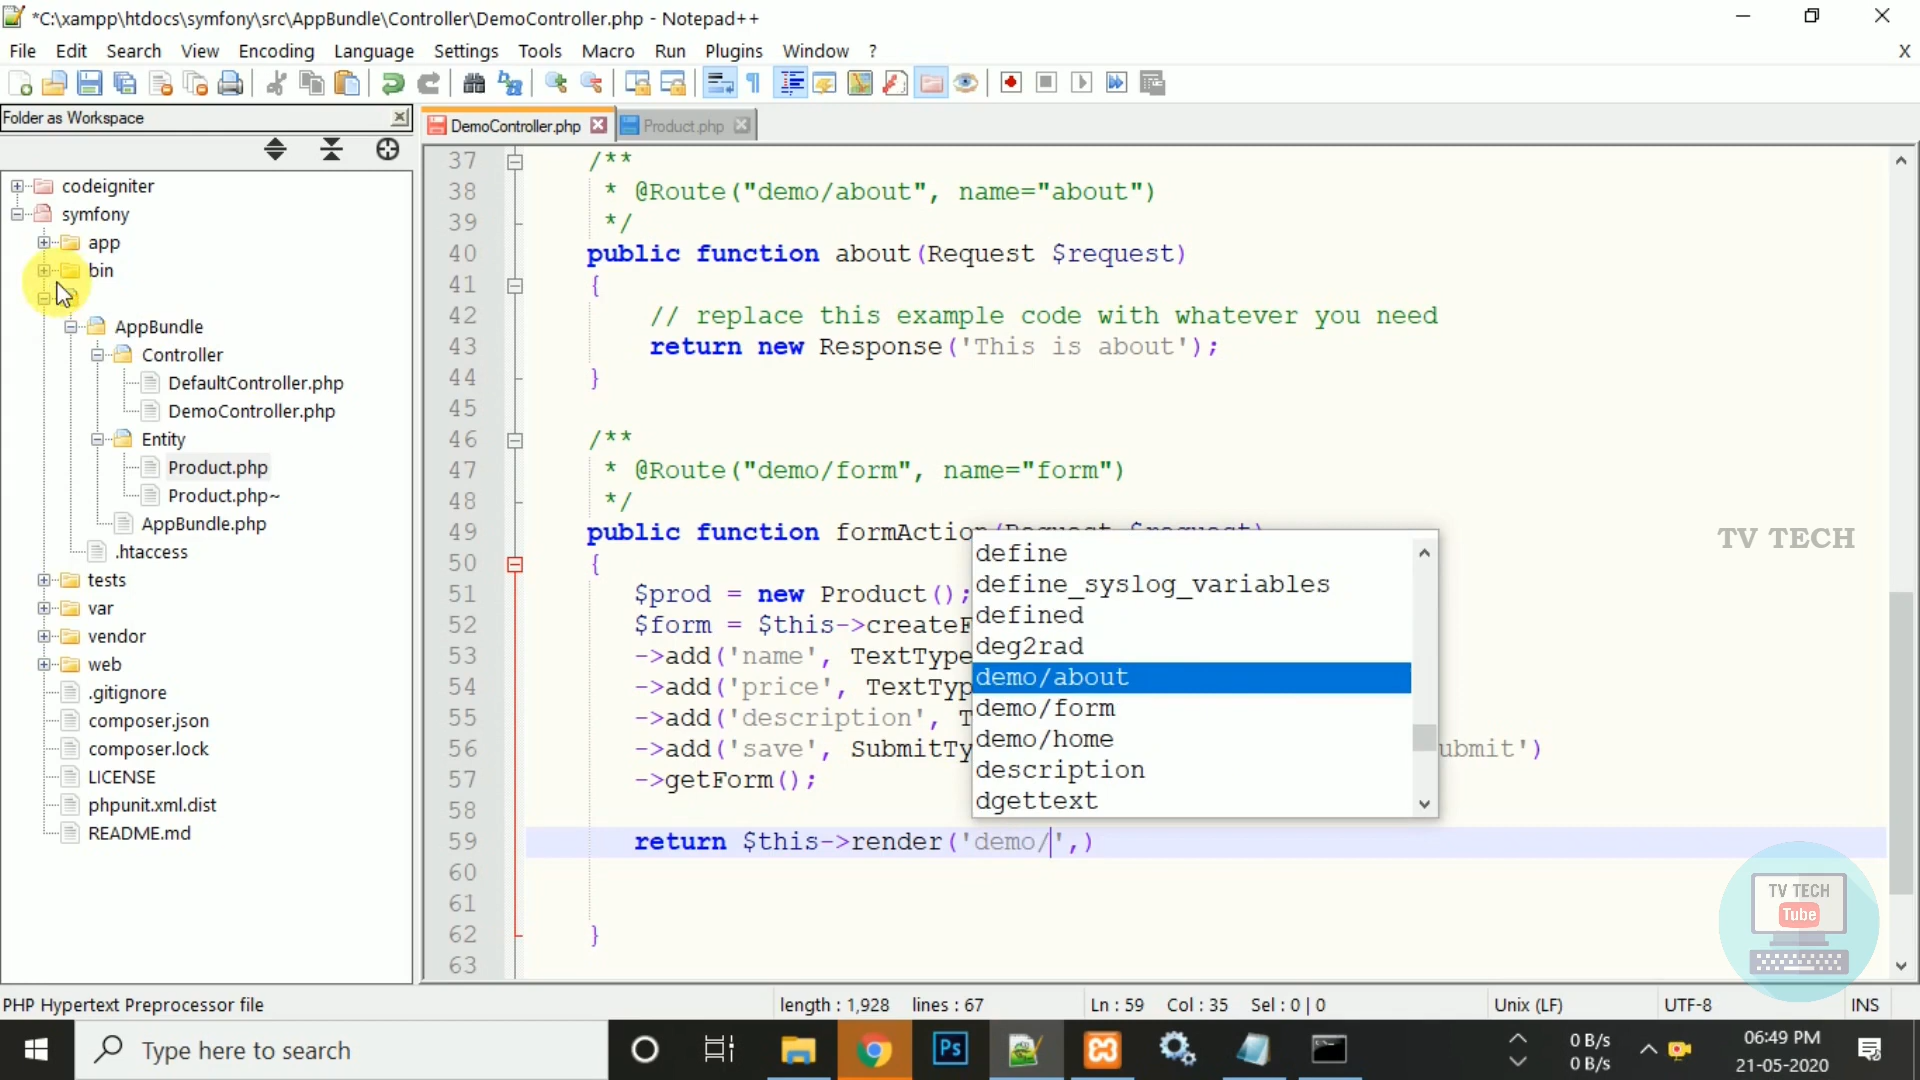 *C:\xampp\htdocs\symfony\src\AppBundle\Controller\DemoController.php - Notepad++
File Edit Search View Encoding Language Settings Tools Macro Run Plugins Window ? X
Folder as Workspace
DemoController.php
Product.php
codeigniter
symfony
app
bin
AppBundle
Controller
DefaultController.php
DemoController.php
Entity
Product.php
Product.php~
AppBundle.php
.htaccess
tests
var
vendor
web
.gitignore
composer.json
composer.lock
LICENSE
phpunit.xml.dist
README.md
37 /**
38 * @Route("demo/about", name="about")
39 */
40 public function about(Request $request)
41 {
42 // replace this example code with whatever you need
43 return new Response('This is about');
44 }
45
46 /**
47 * @Route("demo/form", name="form")
48 */
49 public function formAction(Request $request)
50 {
51 $prod = new Product();
52 $form = $this->createF
53 ->add('name', TextType
54 ->add('price', TextTyp
55 ->add('description', T
56 ->add('save', SubmitTy ubmit')
57 ->getForm();
58
59 return $this->render('demo/',)
60
61
62 }
63
define
define_syslog_variables
defined
deg2rad
demo/about
demo/form
demo/home
description
dgettext
TV TECH
TV TECH
Tube
PHP Hypertext Preprocessor file length : 1,928 lines : 67 Ln : 59 Col : 35 Sel : 0 | 0 Unix (LF) UTF-8 INS
Type here to search
Ps
0 B/s
0 B/s
06:49 PM
21-05-2020